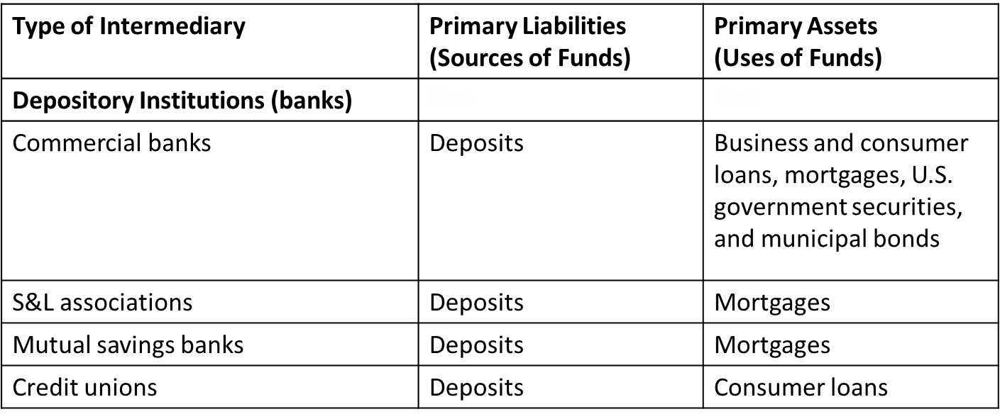 Type of Intermediary
Primary Liabilities
(Sources of Funds)
Primary Assets
(Uses of Funds)
Depository Institutions (banks)
Commercial banks
Deposits
Business and consumer
loans, mortgages, U.S.
government securities,
and municipal bonds
S&L associations
Deposits
Mortgages
Mutual savings banks
Deposits
Mortgages
Credit unions
Deposits
Consumer loans